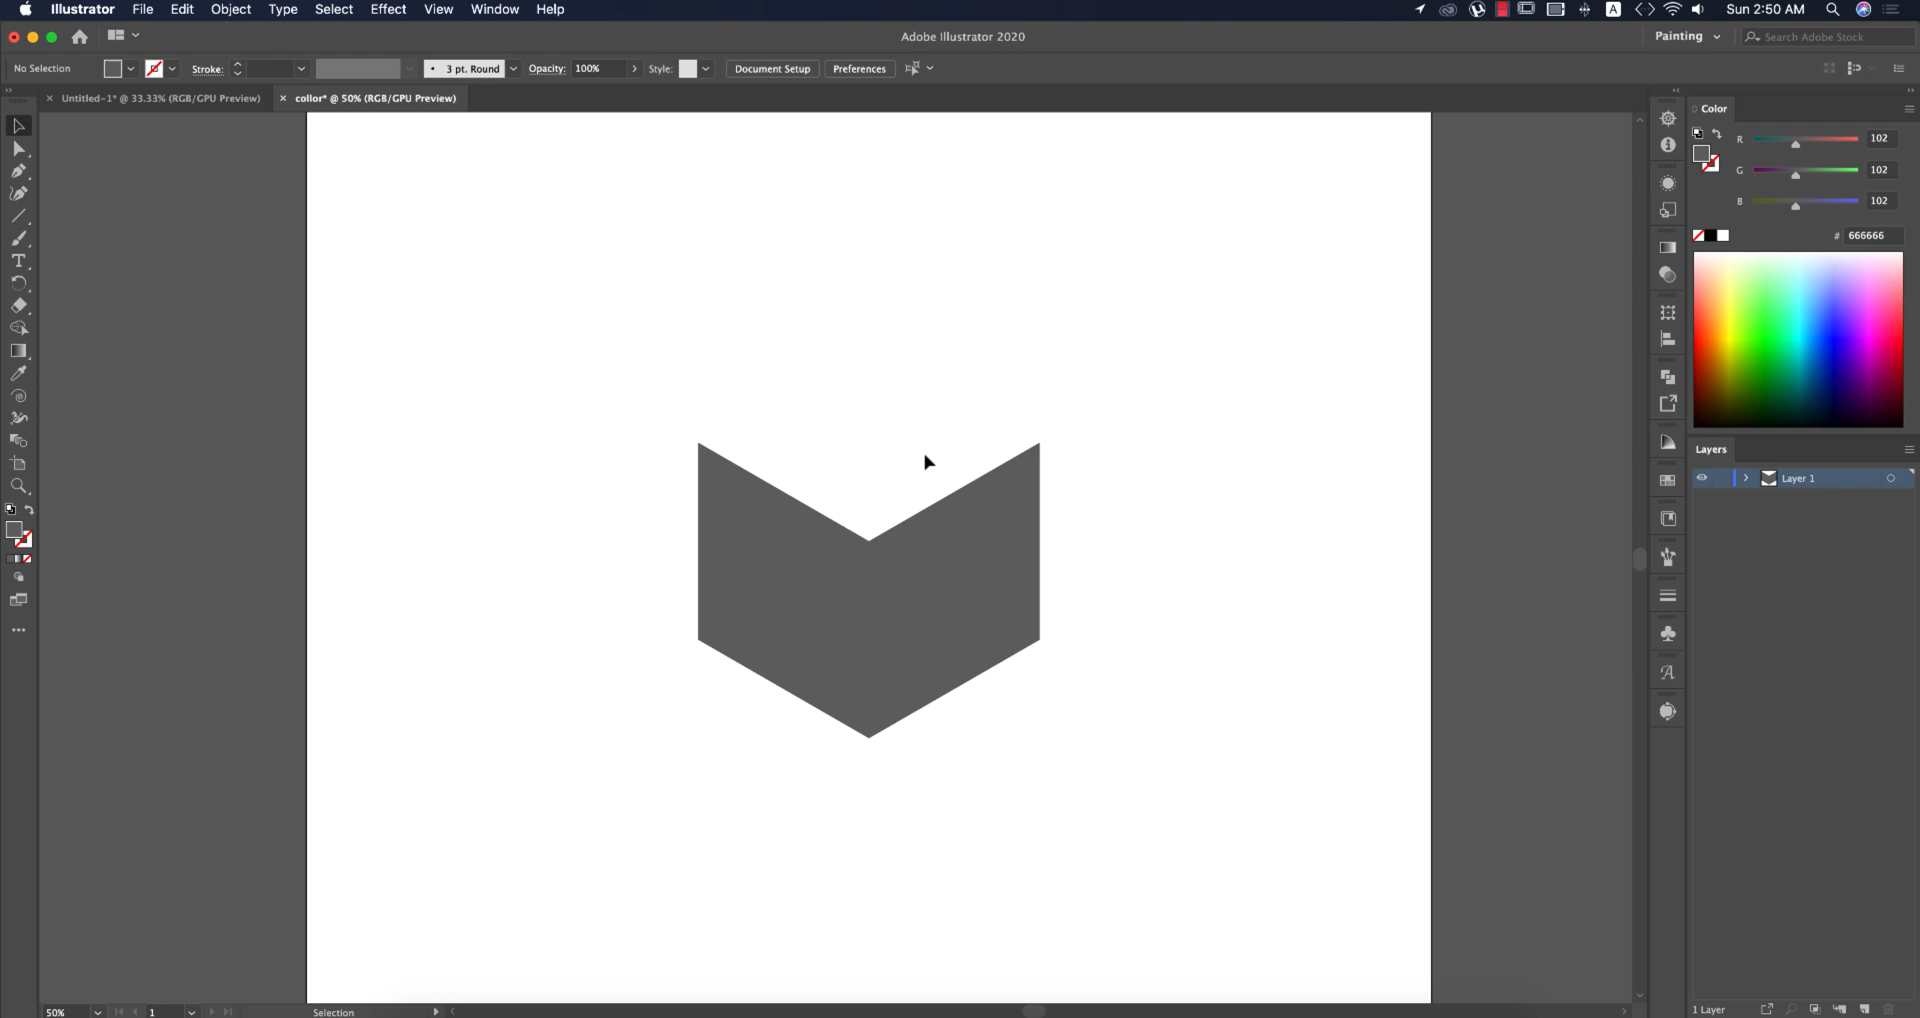 Illustrator File Edit Object Type Select Effect View Window Help A Sun 2:50 AM
Adobe Illustrator 2020 Painting Search Adobe Stock
No Selection Stroke: 3 pt. Round Opacity: 100% Style: Document Setup Preferences
Untitled-1* @ 33.33% (RGB/GPU Preview) collor* @ 50% (RGB/GPU Preview)
Color
R 102
G 102
B 102
# 666666
Layers
Layer 1
50% 1 Selection 1 Layer